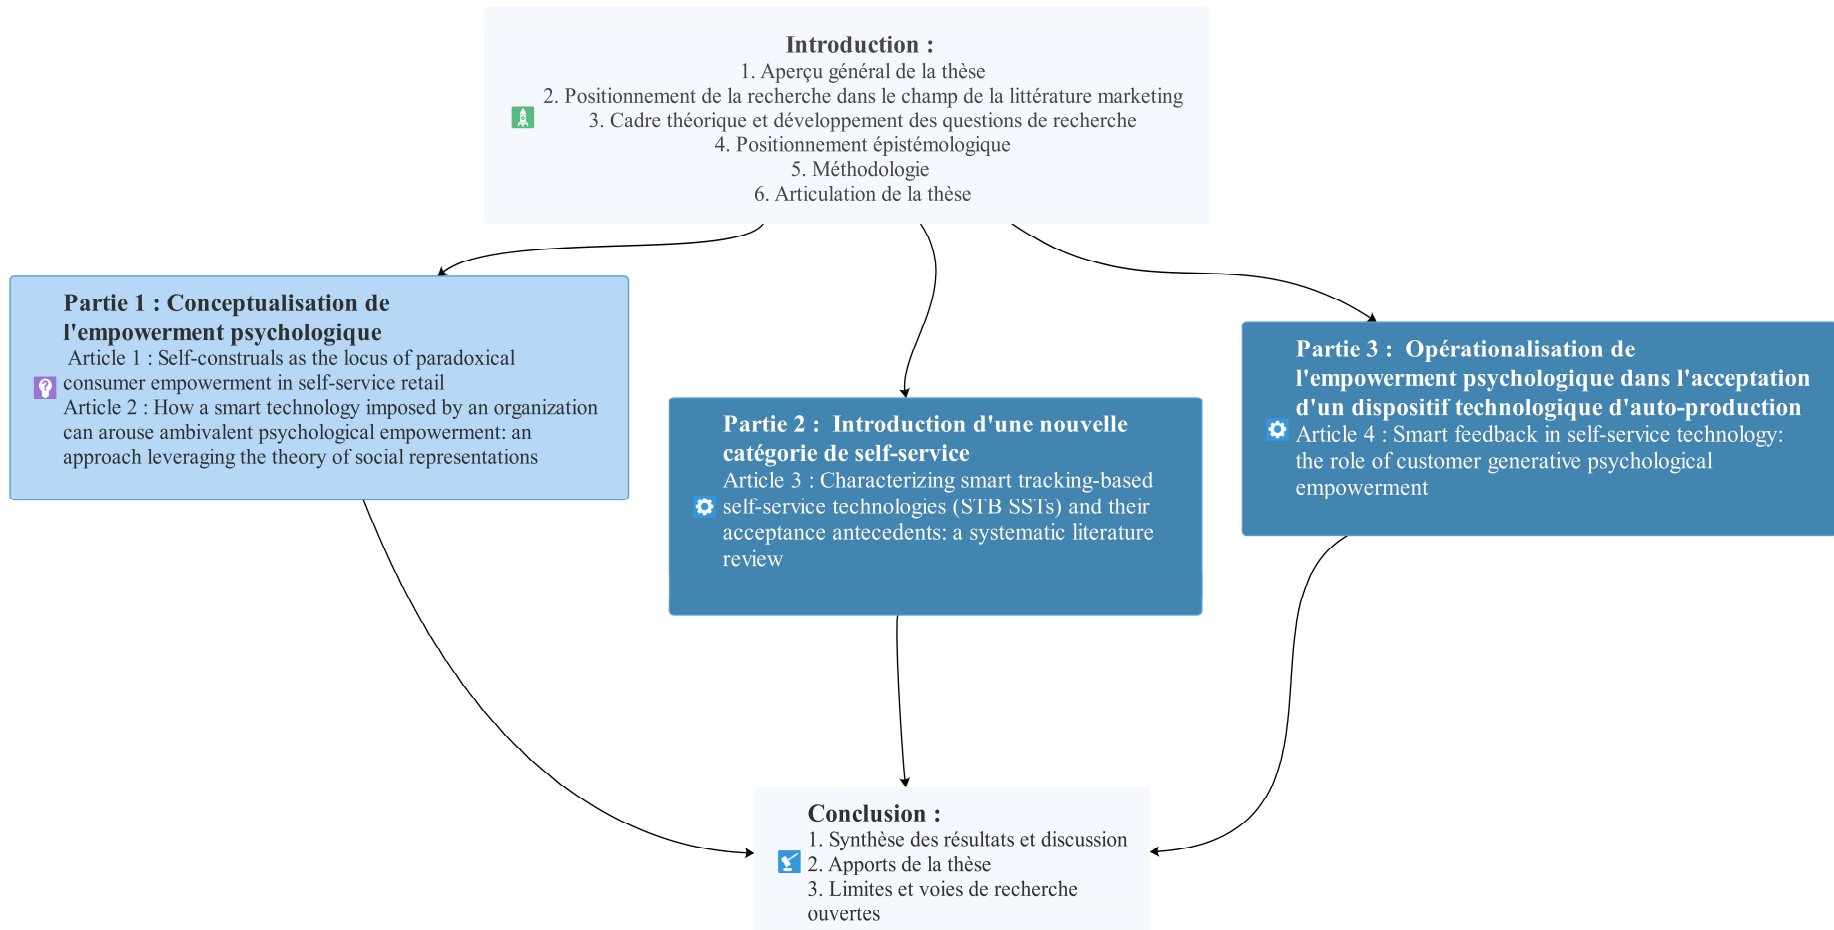 Introduction :
1. Aperçu général de la thèse
2. Positionnement de la recherche dans le champ de la littérature marketing
3. Cadre théorique et développement des questions de recherche
4. Positionnement épistémologique
5. Méthodologie
6. Articulation de la thèse
Partie 1 : Conceptualisation de
l'empowerment psychologique
Article 1 : Self-construals as the locus of paradoxical
consumer empowerment in self-service retail
Article 2 : How a smart technology imposed by an organization
can arouse ambivalent psychological empowerment: an
approach leveraging the theory of social representations
Partie 2 :  Introduction d'une nouvelle
catégorie de self-service
Article 3 : Characterizing smart tracking-based
self-service technologies (STB SSTs) and their
acceptance antecedents: a systematic literature
review
Partie 3 :  Opérationalisation de
l'empowerment psychologique dans l'acceptation
d'un dispositif technologique d'auto-production
Article 4 : Smart feedback in self-service technology:
the role of customer generative psychological
empowerment
Conclusion :
1. Synthèse des résultats et discussion
2. Apports de la thèse
3. Limites et voies de recherche
ouvertes